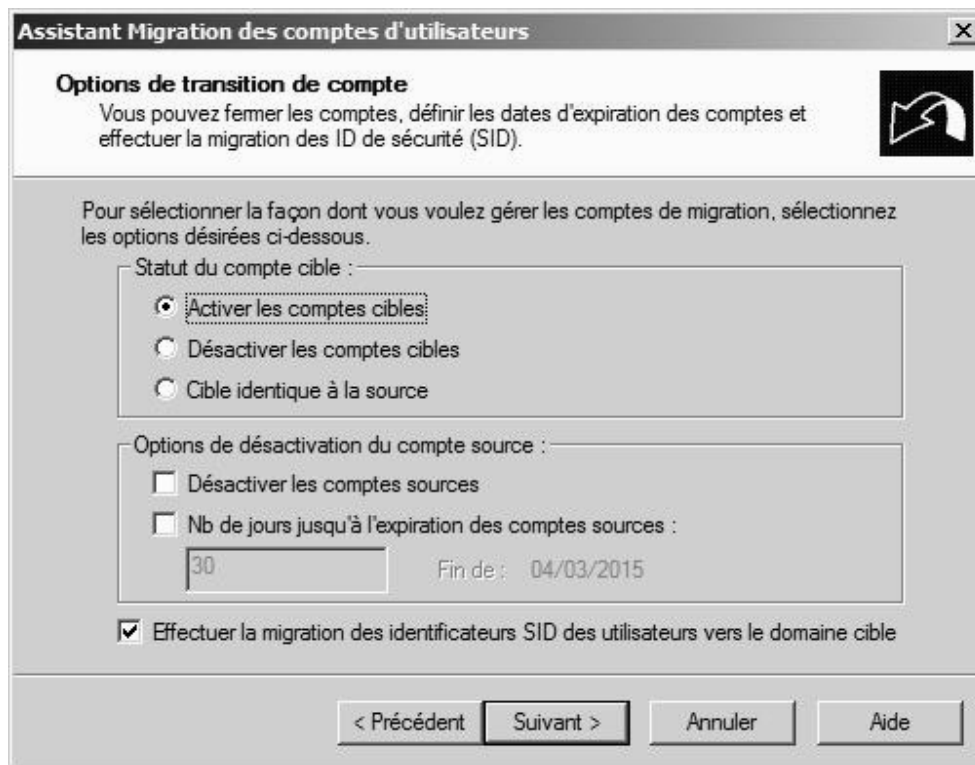 Assistant Migration des comptes d'utilisateurs
Options de transition de compte
Vous pouvez fermer les comptes, définir les dates d'expiration des comptes et
effectuer la migration des ID de sécurité (SID).
Pour sélectionner la façon dont vous voulez gérer les comptes de migration, sélectionnez
les options désirées ci-dessous.
Statut du compte cible :
Activer les comptes cibles
Désactiver les comptes cibles
Cible identique à la source
Options de désactivation du compte source :
Désactiver les comptes sources
Nb de jours jusqu'à l'expiration des comptes sources :
30 Fin de : 04/03/2015
Effectuer la migration des identificateurs SID des utilisateurs vers le domaine cible
< Précédent Suivant > Annuler Aide